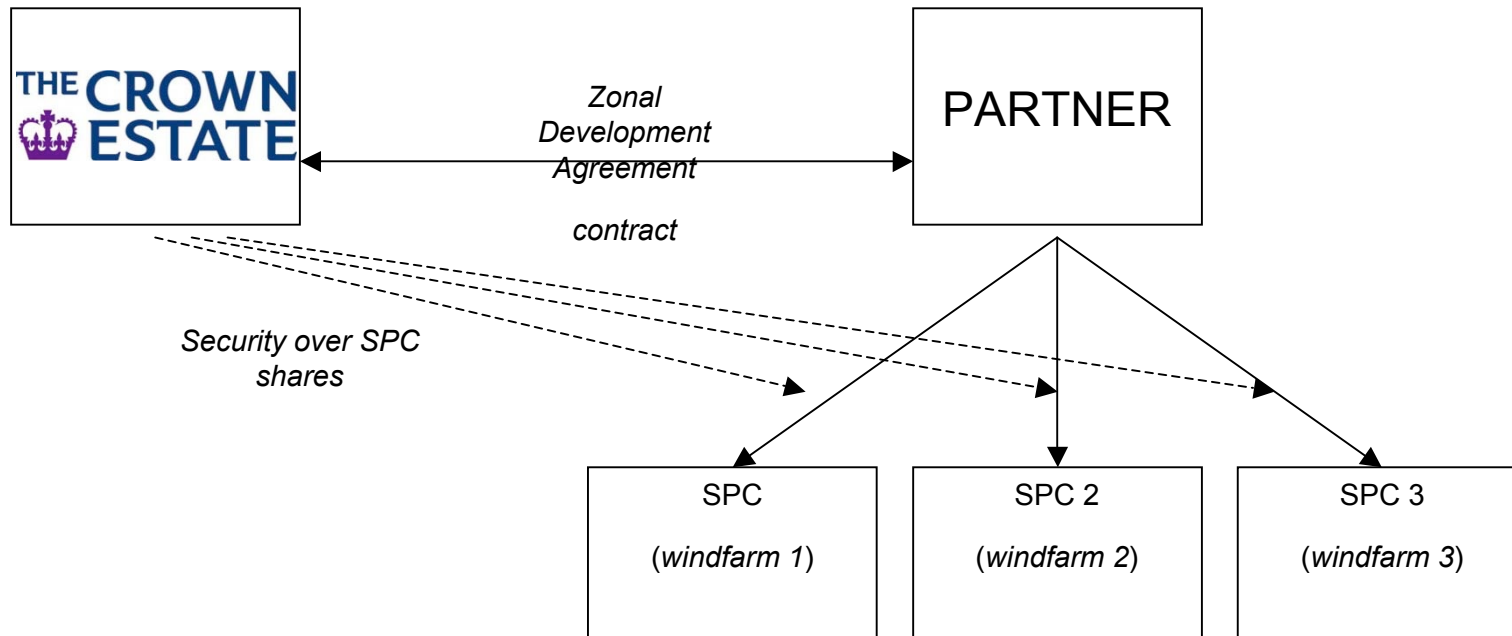 THE CROWN
ESTATE
Zonal
Development
Agreement
contract
PARTNER
Security over SPC
shares
SPC
(windfarm 1)
SPC 2
(windfarm 2)
SPC 3
(windfarm 3)